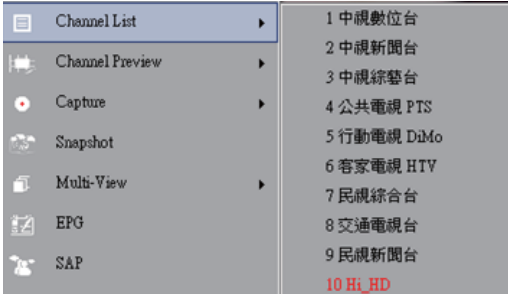 Channel List
Channel Preview
Capture
Snapshot
Multi-View
EPG
SAP
1 中視數位台
2 中視新聞台
3 中視綜藝台
4 公共電視 PTS
5 行動電視 DiMo
6 客家電視 HTV
7 民視綜合台
8 交通電視台
9 民視新聞台
10 Hi_HD